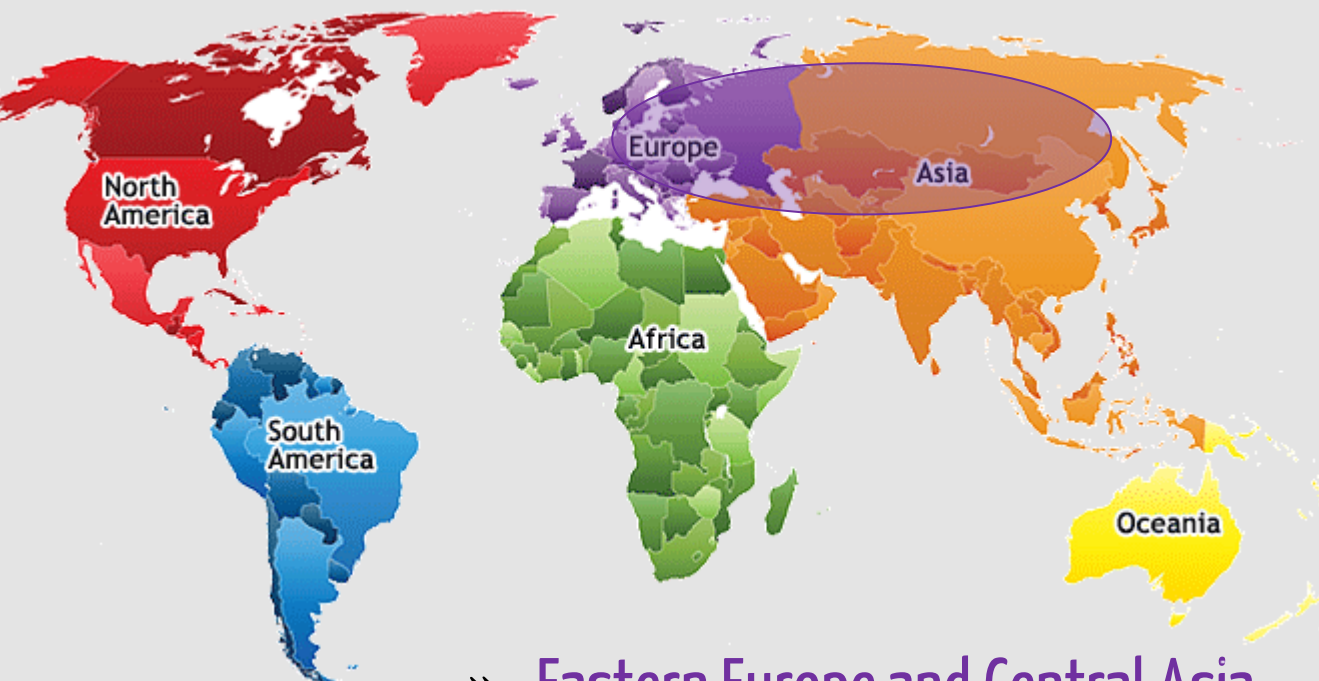 Europe
Asia
North
America
Africa
South
America
Oceania
» Eastern Europe and Central Asia